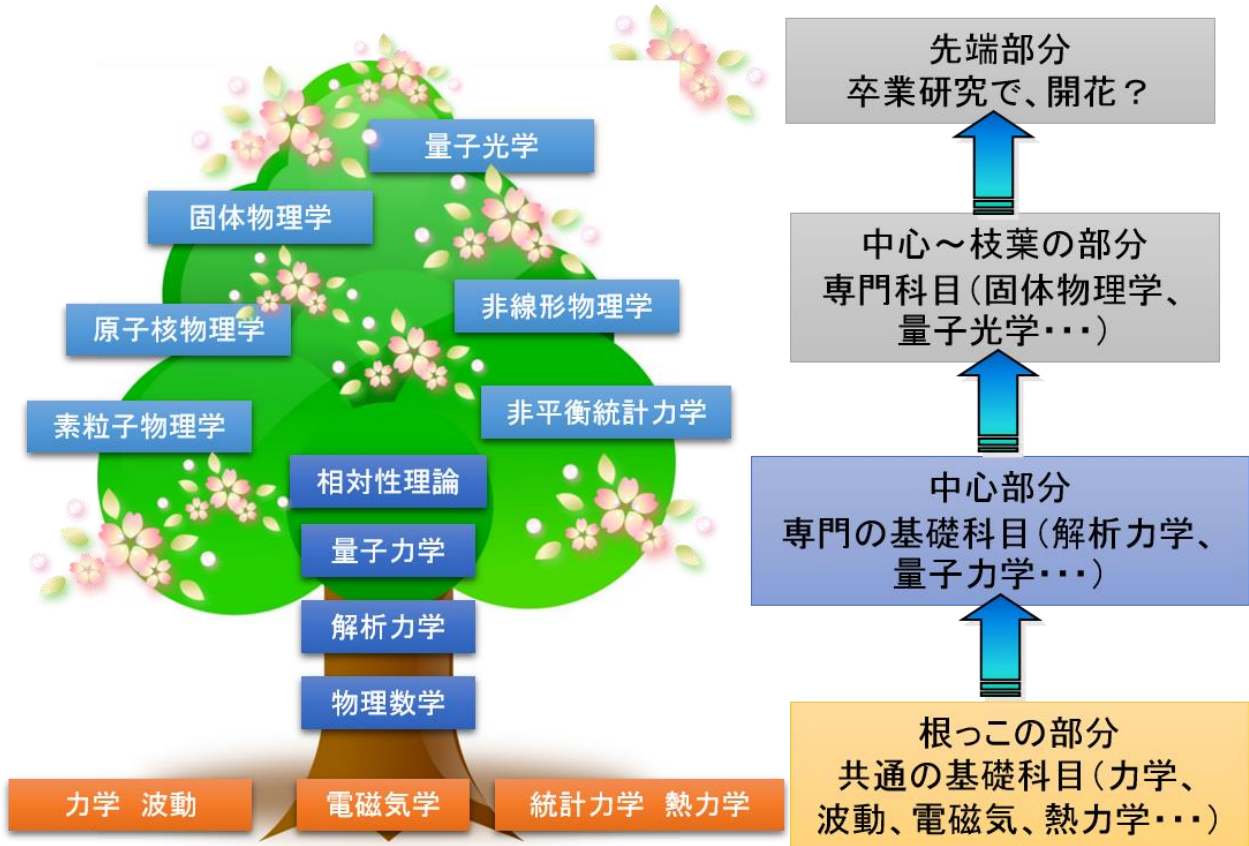 量子光学
固体物理学
非線形物理学
原子核物理学
非平衡統計力学
素粒子物理学
相対性理論
量子力学
解析力学
物理数学
力学 波動
電磁気学
統計力学 熱力学
先端部分
卒業研究で、開花？
中心～枝葉の部分
専門科目（固体物理学、
量子光学・・・）
中心部分
専門の基礎科目（解析力学、
量子力学・・・）
根っこの部分
共通の基礎科目（力学、
波動、電磁気、熱力学・・・）